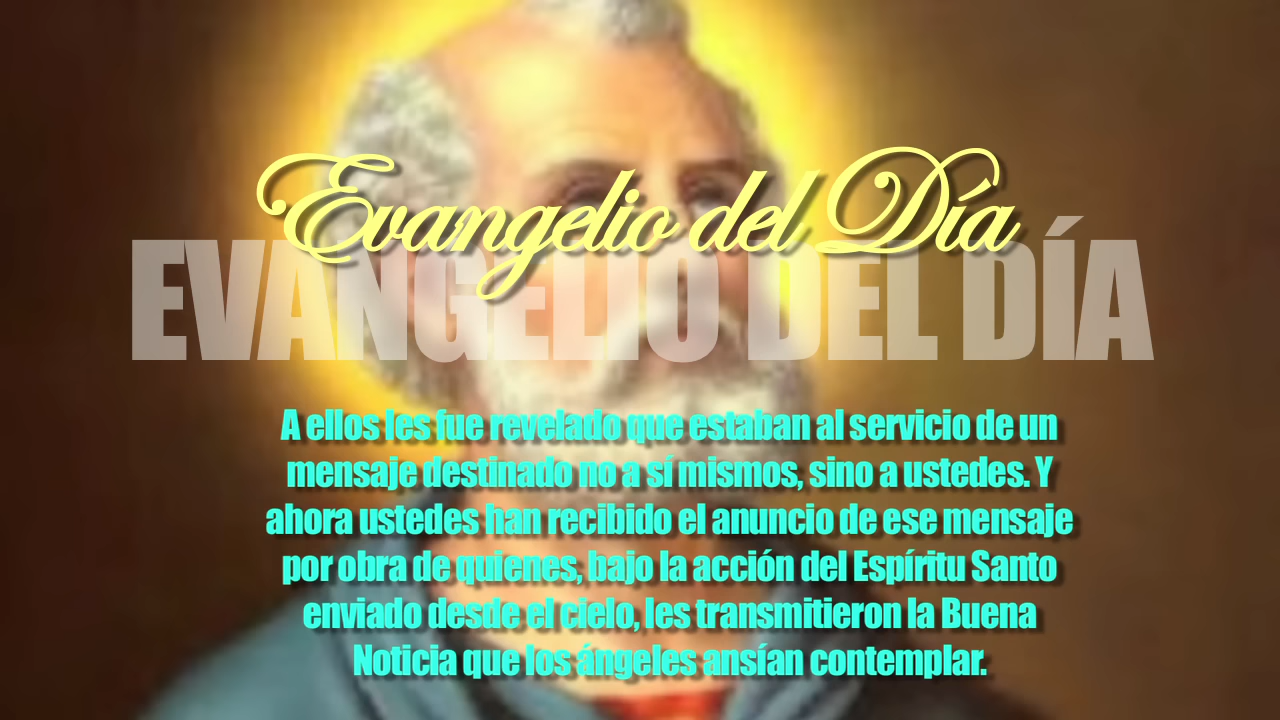 Evangelio del Día
EVANGELIO DEL DÍA
A ellos les fue revelado que estaban al servicio de un
mensaje destinado no a sí mismos, sino a ustedes. Y
ahora ustedes han recibido el anuncio de ese mensaje
por obra de quienes, bajo la acción del Espíritu Santo
enviado desde el cielo, les transmitieron la Buena
Noticia que los ángeles ansían contemplar.